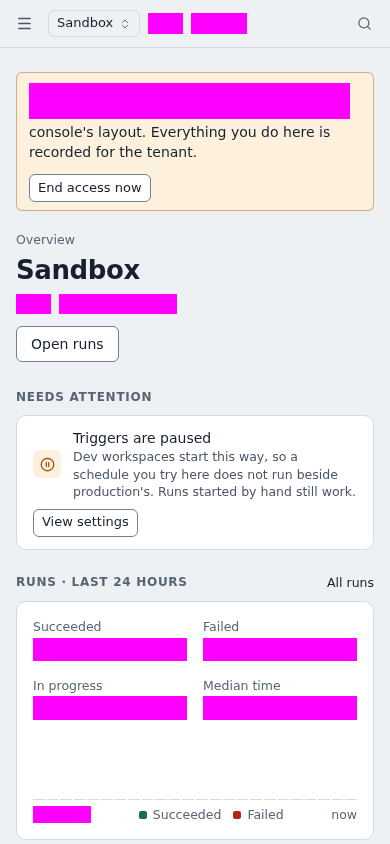 Sandbox
console's layout. Everything you do here is
recorded for the tenant.
End access now
Overview
Sandbox
Open runs
NEEDS ATTENTION
Triggers are paused
Dev workspaces start this way, so a
schedule you try here does not run beside
production's. Runs started by hand still work.
View settings
RUNS · LAST 24 HOURS
All runs
Succeeded
Failed
In progress
Median time
Succeeded
Failed
now